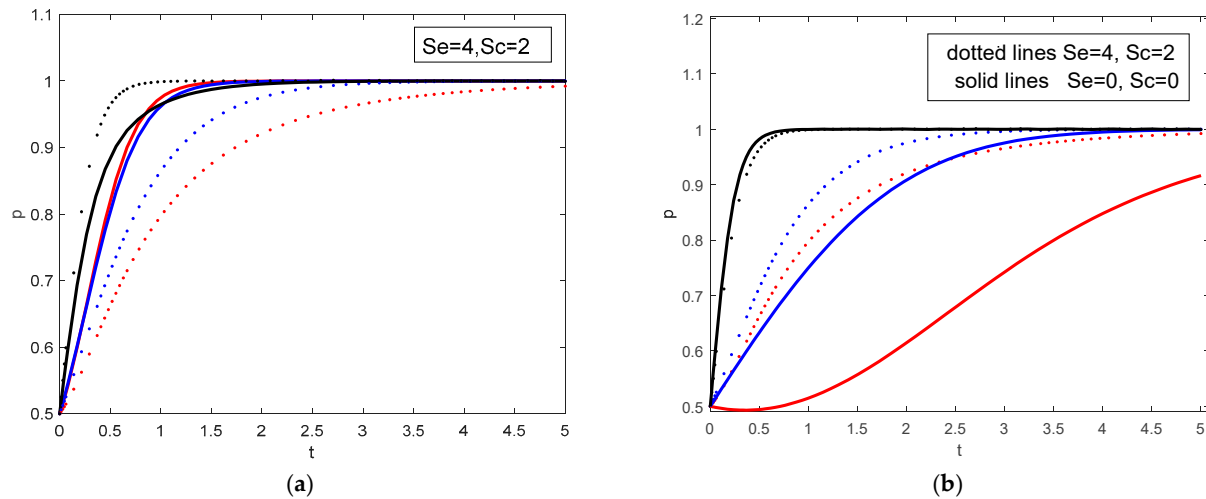 1.1
1
0.9
0.8
0.7
0.6
0.5
p
Se=4,Sc=2
0 0.5 1 1.5 2 2.5 3 3.5 4 4.5 5
t
(a)
1.2
1.1
1
0.9
0.8
0.7
0.6
0.5
p
dotted lines Se=4, Sc=2
solid lines Se=0, Sc=0
0 0.5 1 1.5 2 2.5 3 3.5 4 4.5 5
t
(b)